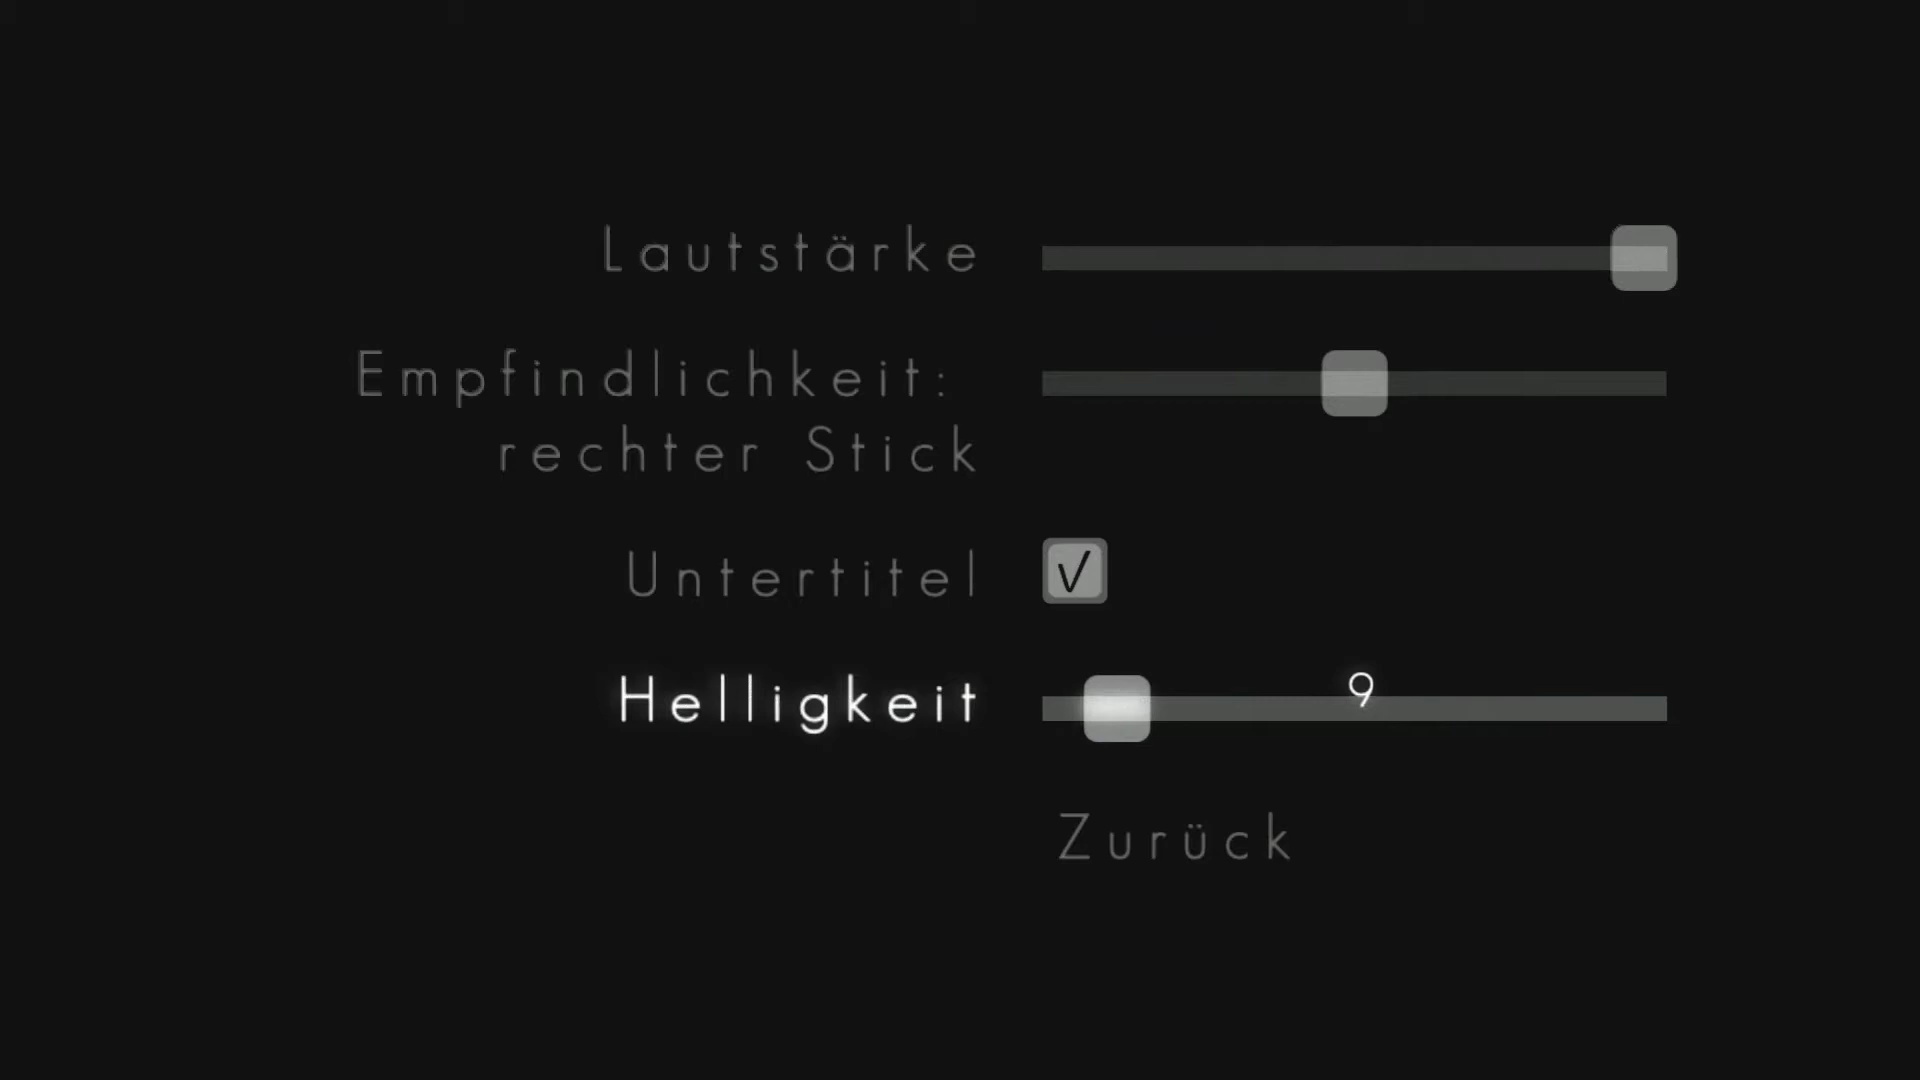 Lautstärke
Empfindlichkeit:
rechter Stick
Untertitel
Helligkeit 9
Zurück